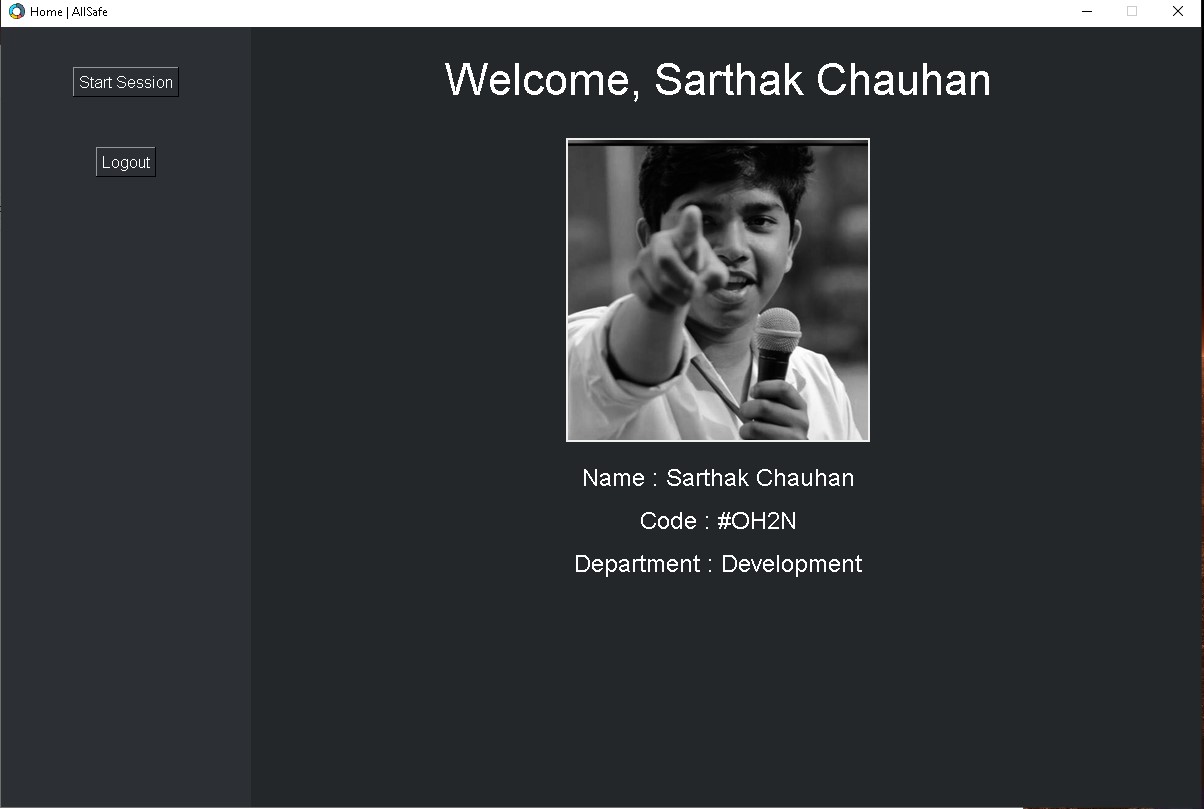 Home | AllSafe
Start Session
Logout
Welcome, Sarthak Chauhan
Name : Sarthak Chauhan
Code : #OH2N
Department : Development